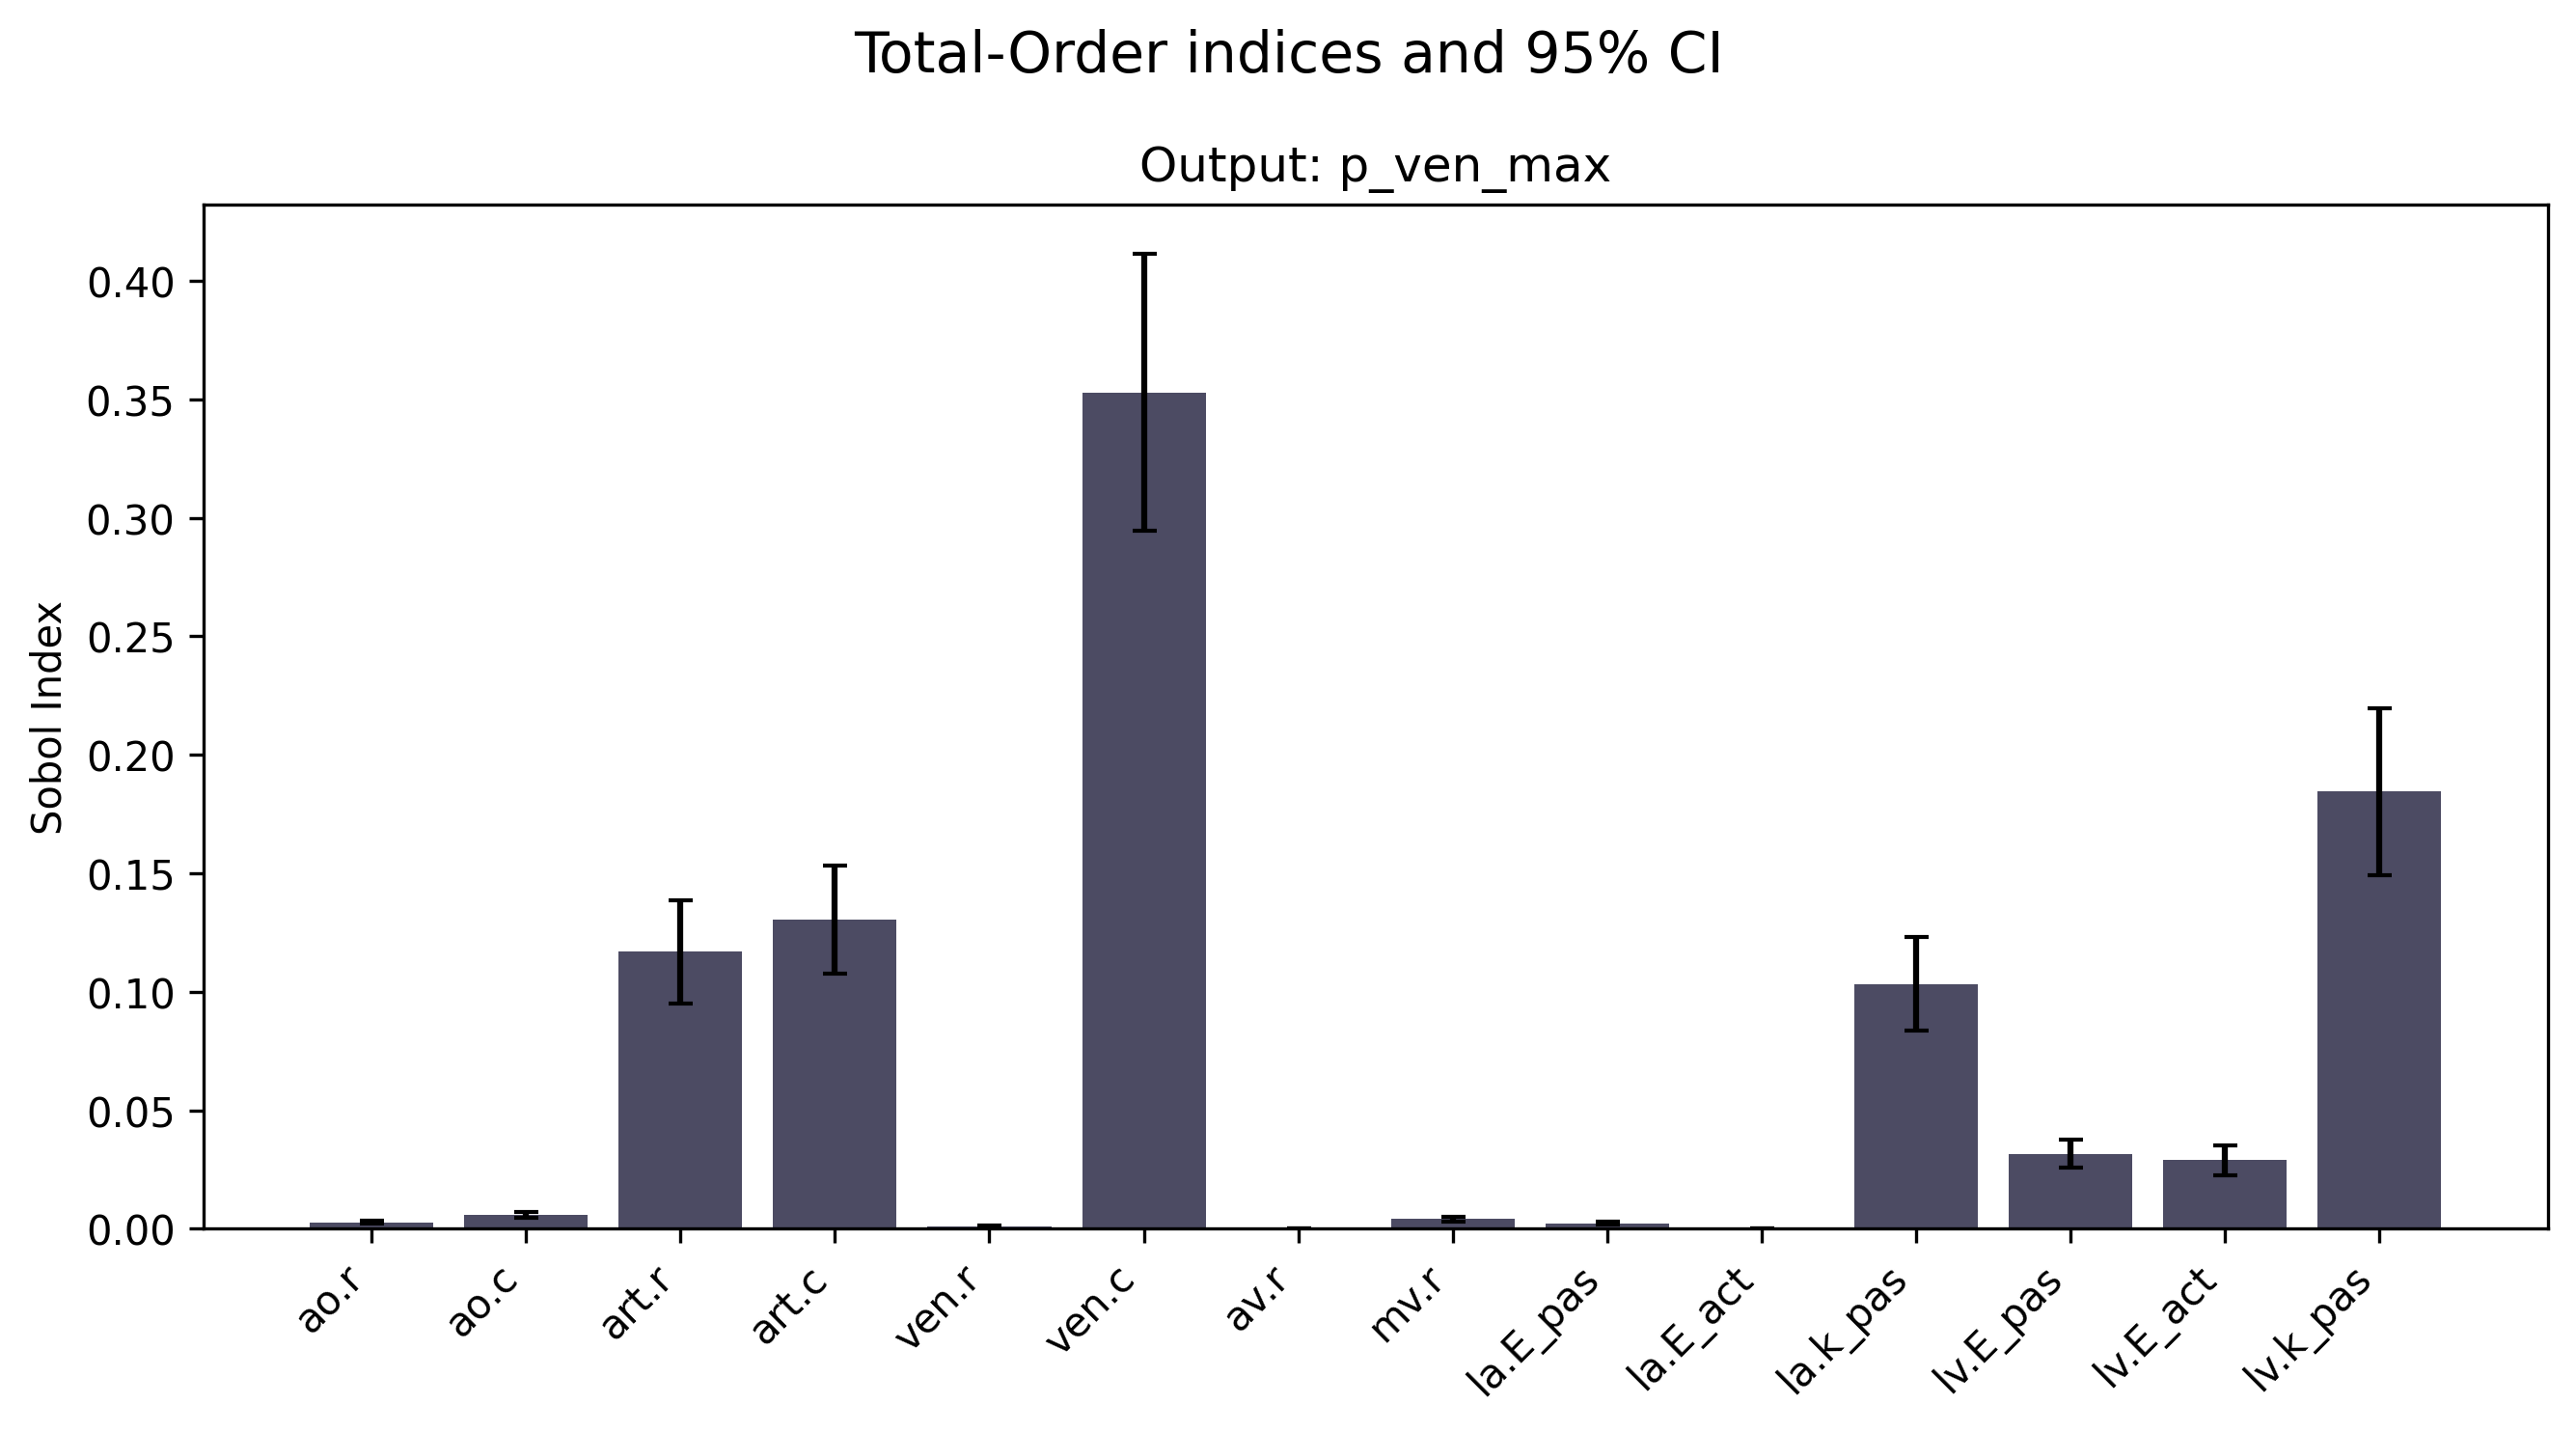 Total-Order indices and 95% CI
Output: p_ven_max
Sobol Index
0.40
0.35
0.30
0.25
0.20
0.15
0.10
0.05
0.00
ao.r
ao.c
art.r
art.c
ven.r
ven.c
av.r
mv.r
la.E_pas
la.E_act
la.k_pas
lv.E_pas
lv.E_act
lv.k_pas